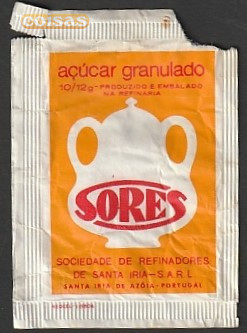 coisas
açúcar granulado
10/12g-PRODUZIDO E EMBALADO
NA REFINARIA
SORES
SOCIEDADE DE REFINADORES
DE SANTA IRIA-S.A.R.L
SANTA IRIA DE AZÓIA-PORTUGAL